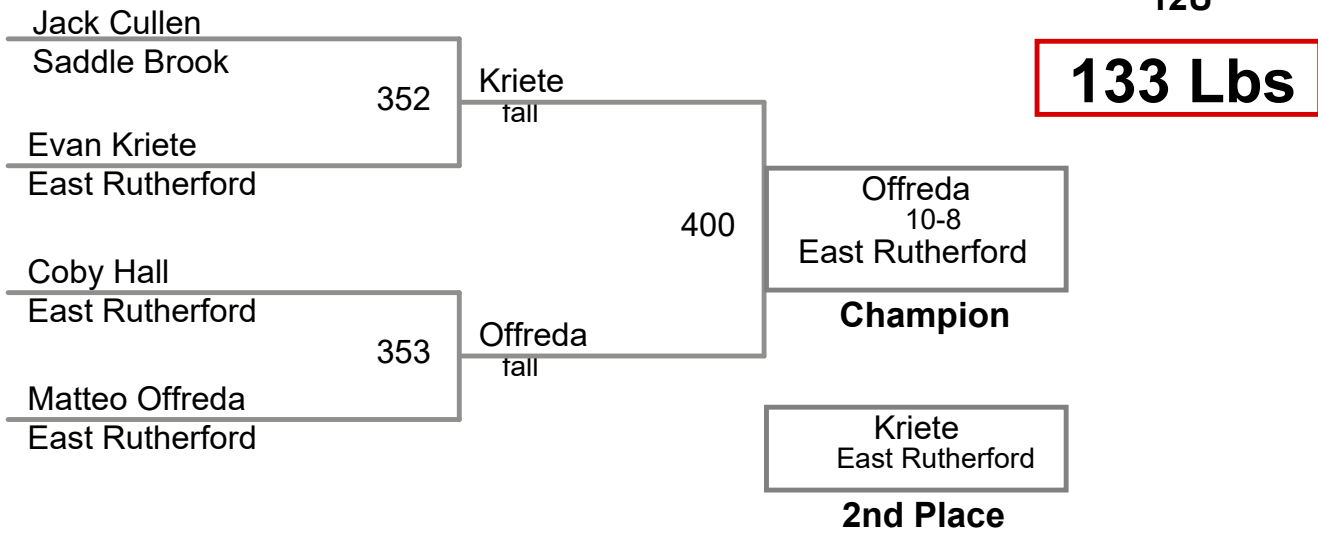 12U
133 Lbs
Jack Cullen
Saddle Brook
352
Kriete
fall
Evan Kriete
East Rutherford
400
Offreda
10-8
East Rutherford
Champion
Coby Hall
East Rutherford
353
Offreda
fall
Matteo Offreda
East Rutherford
Kriete
East Rutherford
2nd Place